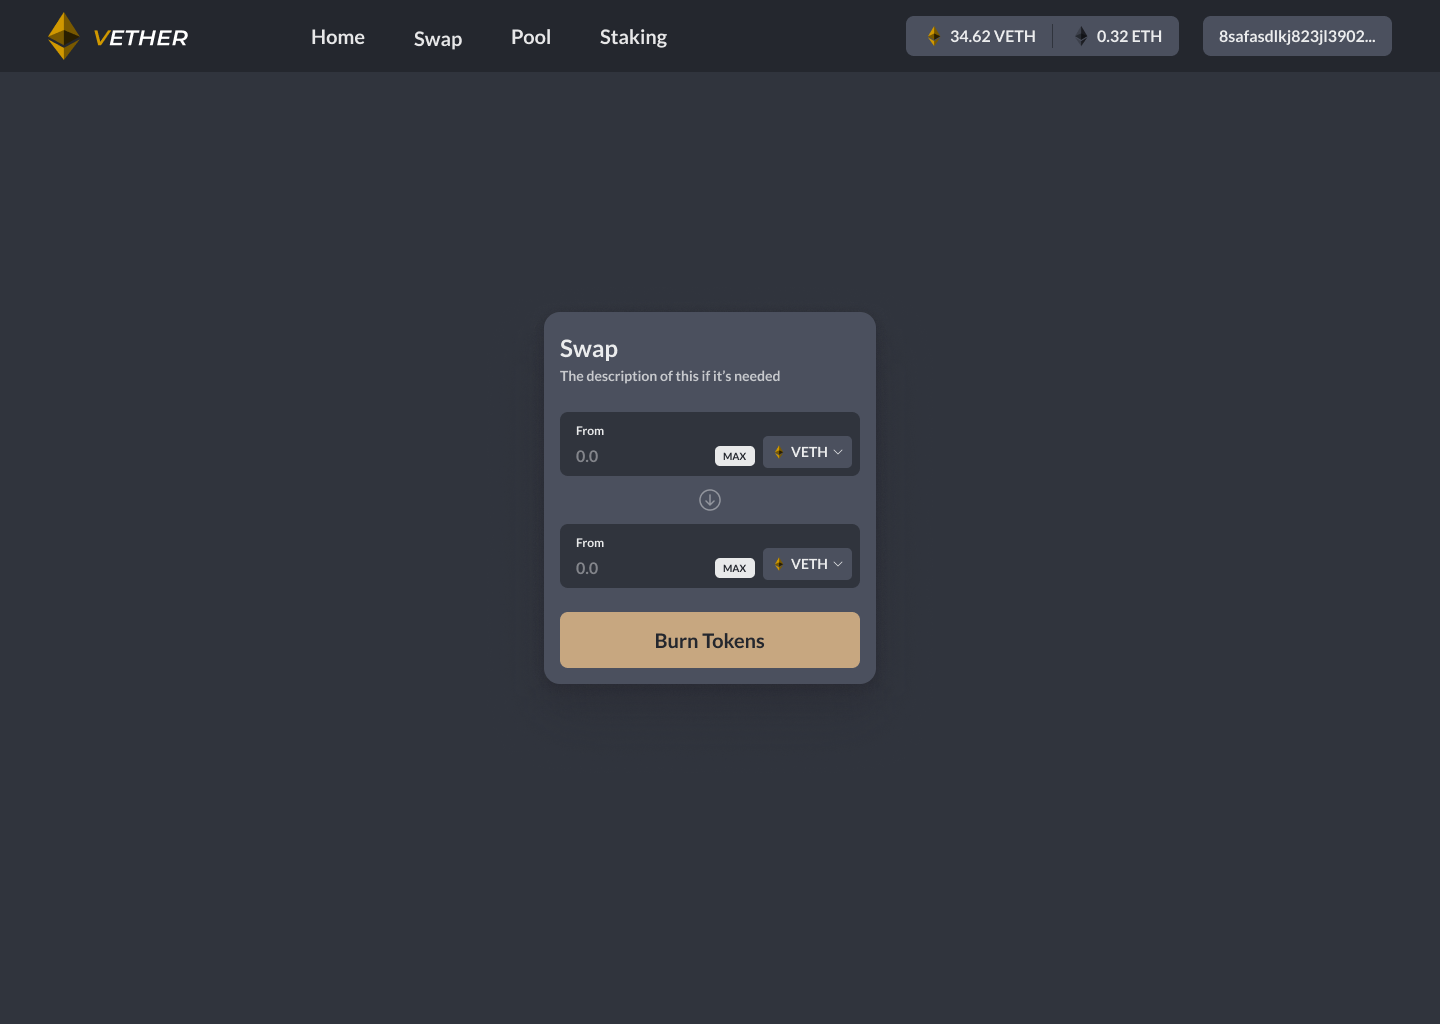 VETHER
Home Swap Pool Staking
34.62 VETH 0.32 ETH 8safasdlkj823jl3902...
Swap
The description of this if it's needed
From
0.0 MAX VETH
From
0.0 MAX VETH
Burn Tokens